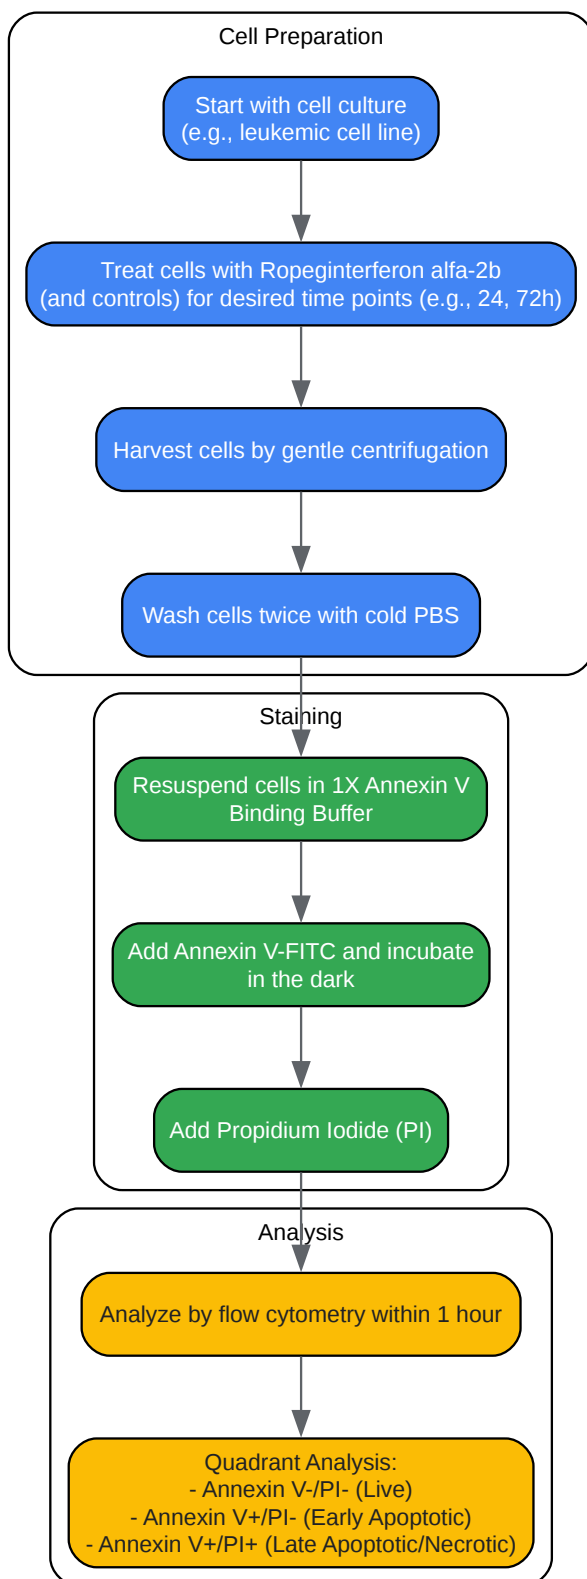 Cell Preparation
Start with cell culture
(e.g., leukemic cell line)
Treat cells with Ropeginterferon alfa-2b
(and controls) for desired time points (e.g., 24, 72h)
Harvest cells by gentle centrifugation
Wash cells twice with cold PBS
Staining
Resuspend cells in 1X Annexin V
Binding Buffer
Add Annexin V-FITC and incubate
in the dark
Add Propidium Iodide (PI)
Analysis
Analyze by flow cytometry within 1 hour
Quadrant Analysis:
- Annexin V-/PI- (Live)
- Annexin V+/PI- (Early Apoptotic)
- Annexin V+/PI+ (Late Apoptotic/Necrotic)